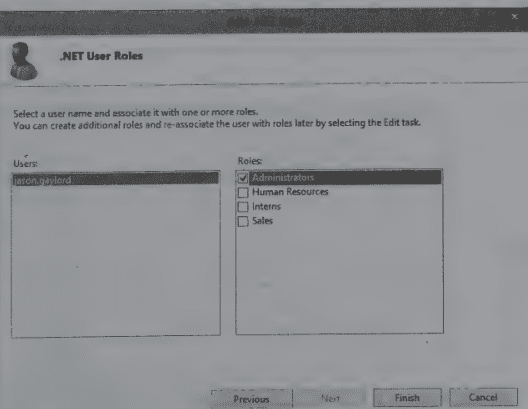 .NET User Roles
Select a user name and associate it with one or more roles.
You can create additional roles and re-associate the user with roles later by selecting the Edit task.
Users:
jason.gaylord
Roles:
Administrators
Human Resources
Interns
Sales
Previous
Next
Finish
Cancel